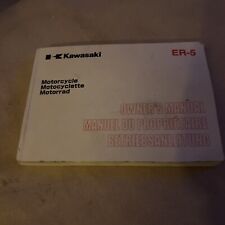 Kawasaki
ER-5
Motorcycle
Motocyclette
Motorrad
OWNER'S MANUAL
MANUEL DU PROPRIÉTAIRE
BETRIEBSANLEITUNG